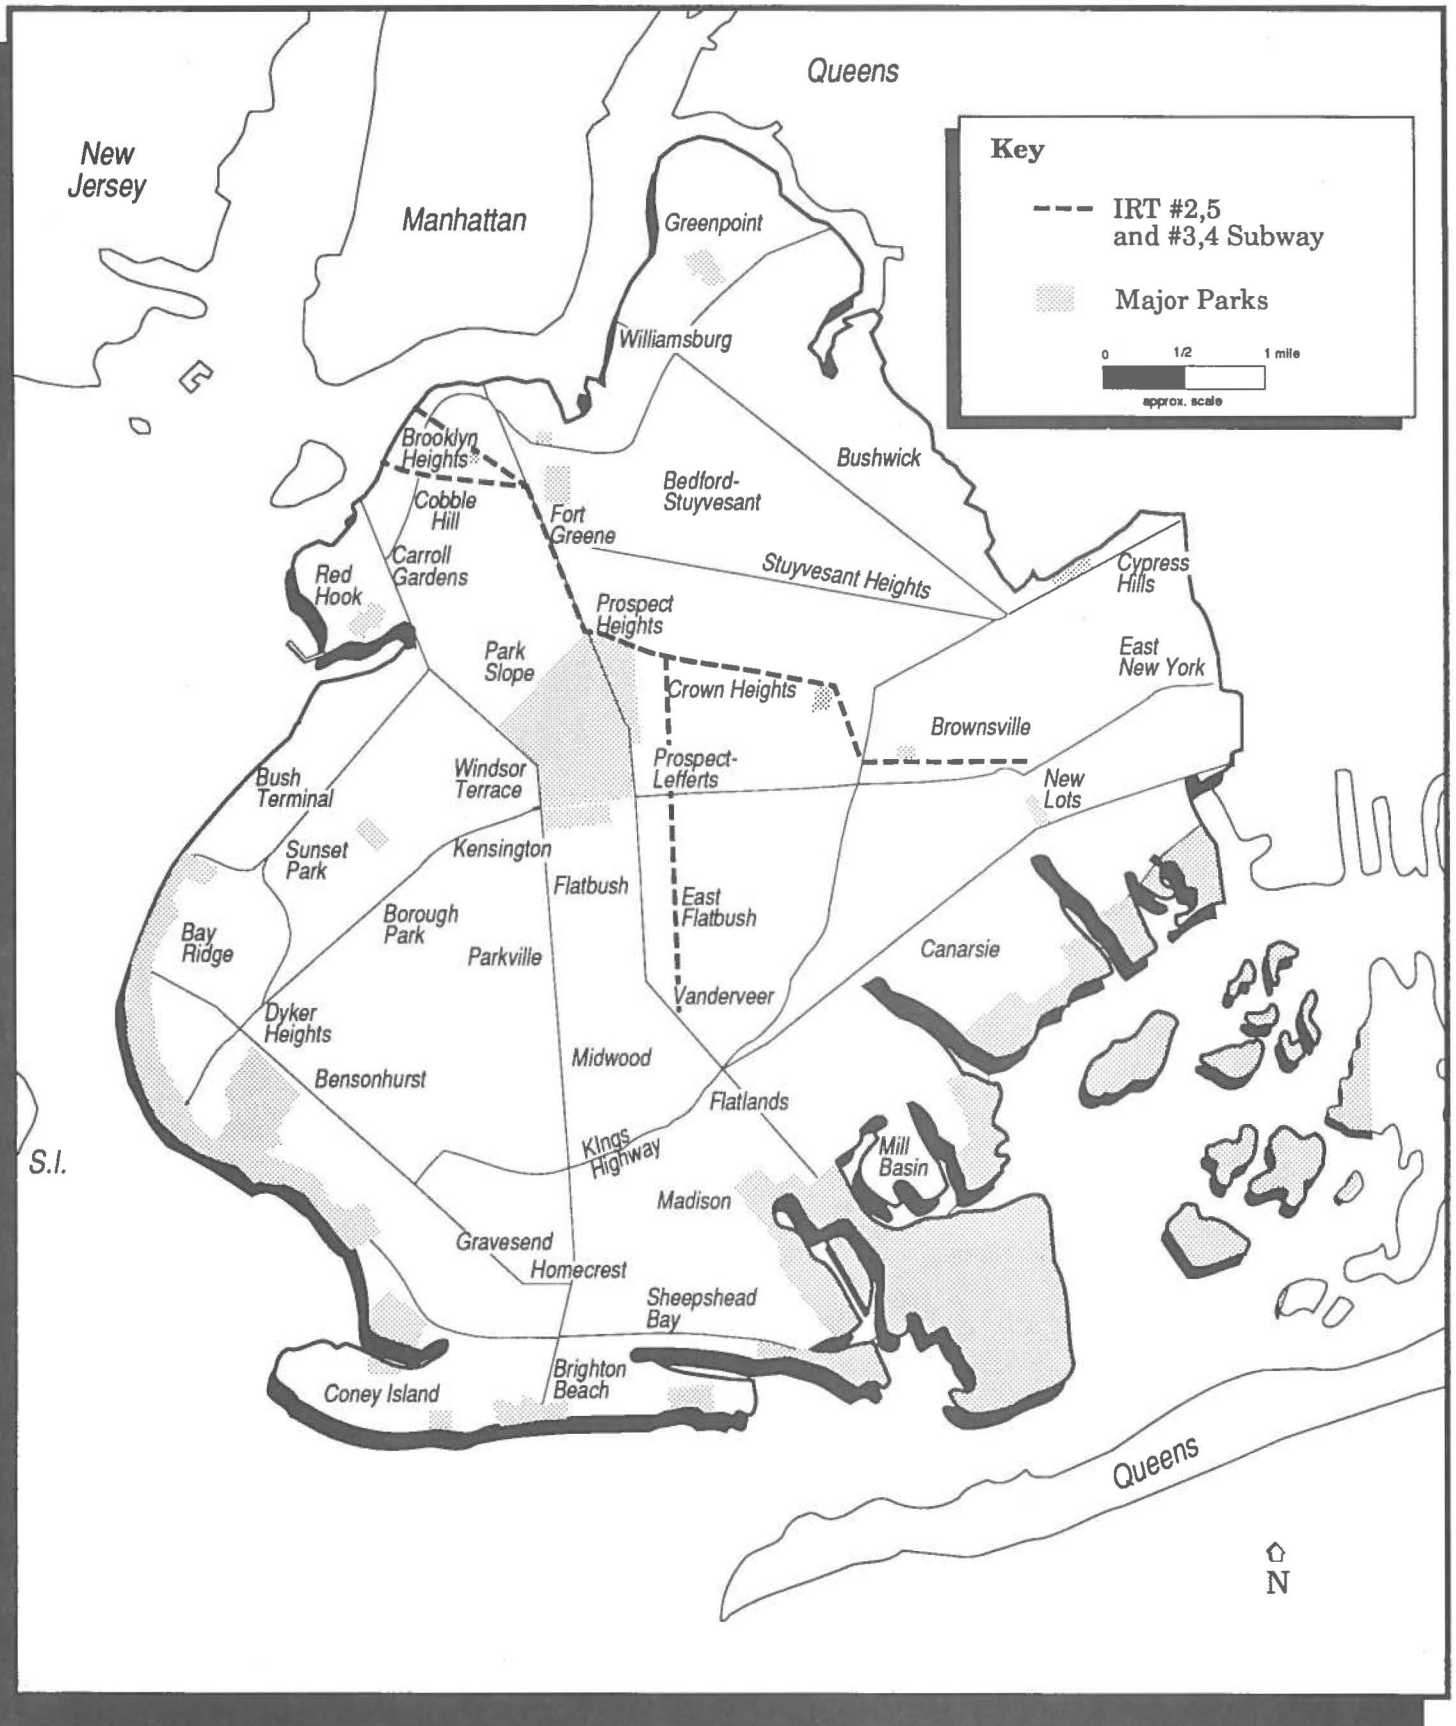 Queens
New
Jersey
Manhattan
Key
IRT #2,5
and #3,4 Subway
Major Parks
0 1/2 1 mile
approx. scale
Greenpoint
Williamsburg
Brooklyn
Heights
Bushwick
Bedford-
Stuyvesant
Cobble
Hill
Fort
Greene
Carroll
Gardens
Red
Hook
Stuyvesant Heights
Cypress
Hills
Prospect
Heights
Park
Slope
East
New York
Crown Heights
Brownsville
Prospect-
Lefferts
Windsor
Terrace
Bush
Terminal
New
Lots
Sunset
Park
Kensington
Flatbush
East
Flatbush
Borough
Park
Bay
Ridge
Parkville
Canarsie
Vanderveer
Dyker
Heights
Midwood
Bensonhurst
Flatlands
KIngs
Highway
Mill
Basin
S.I.
Madison
Gravesend
Homecrest
Sheepshead
Bay
Brighton
Beach
Coney Island
Queens
N